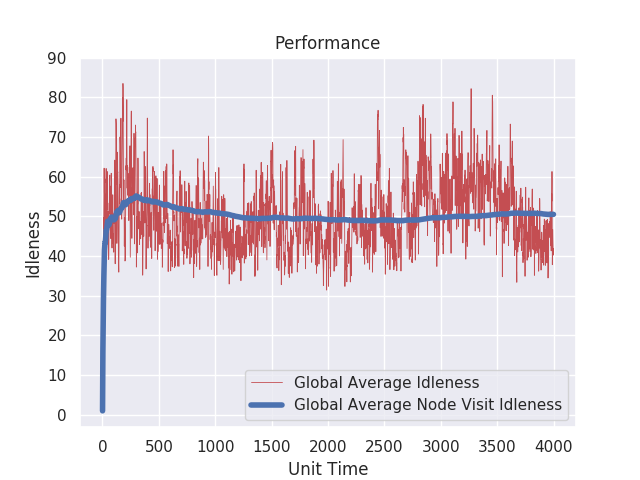 Performance
90
80
70
60
50
40
30
20
10
0
Idleness
Global Average Idleness
Global Average Node Visit Idleness
0 500 1000 1500 2000 2500 3000 3500 4000
Unit Time